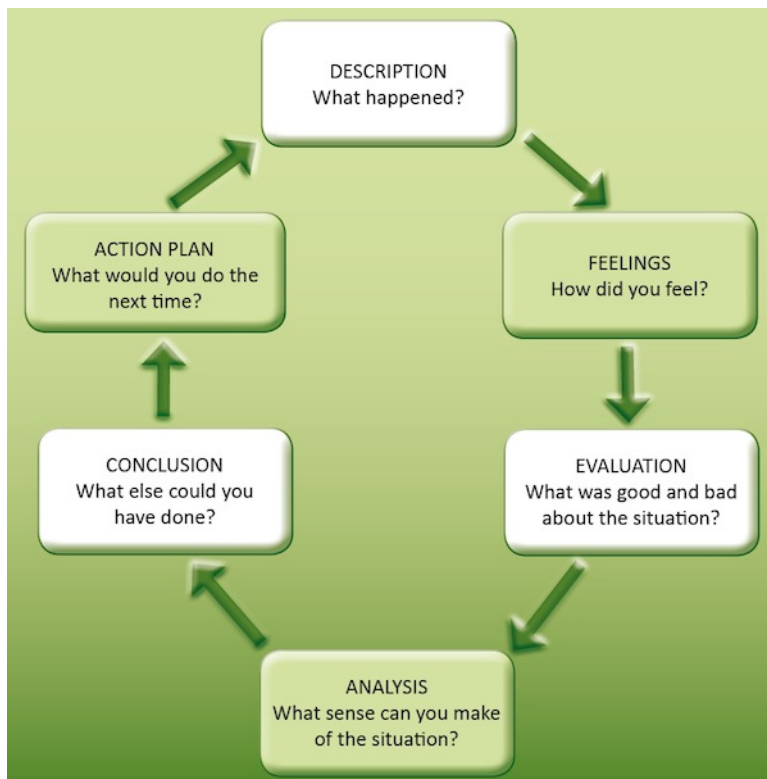 DESCRIPTION
What happened?
FEELINGS
How did you feel?
EVALUATION
What was good and bad
about the situation?
ANALYSIS
What sense can you make
of the situation?
CONCLUSION
What else could you
have done?
ACTION PLAN
What would you do the
next time?